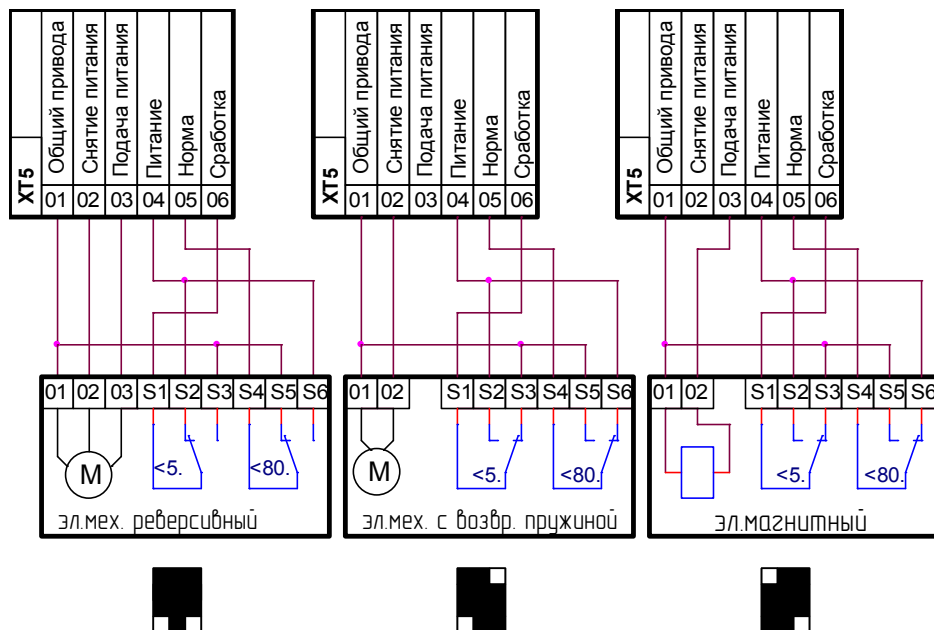 XT5 Общий привода Снятие питания Подача питания Питание Норма Сработка
01 02 03 04 05 06
XT5 Общий привода Снятие питания Подача питания Питание Норма Сработка
01 02 03 04 05 06
XT5 Общий привода Снятие питания Подача питания Питание Норма Сработка
01 02 03 04 05 06
01 02 03 S1 S2 S3 S4 S5 S6
M <5. <80.
эл.мех. реверсивный
01 02 S1 S2 S3 S4 S5 S6
M <5. <80.
эл.мех. с возвр. пружиной
01 02 S1 S2 S3 S4 S5 S6
<5. <80.
эл.магнитный